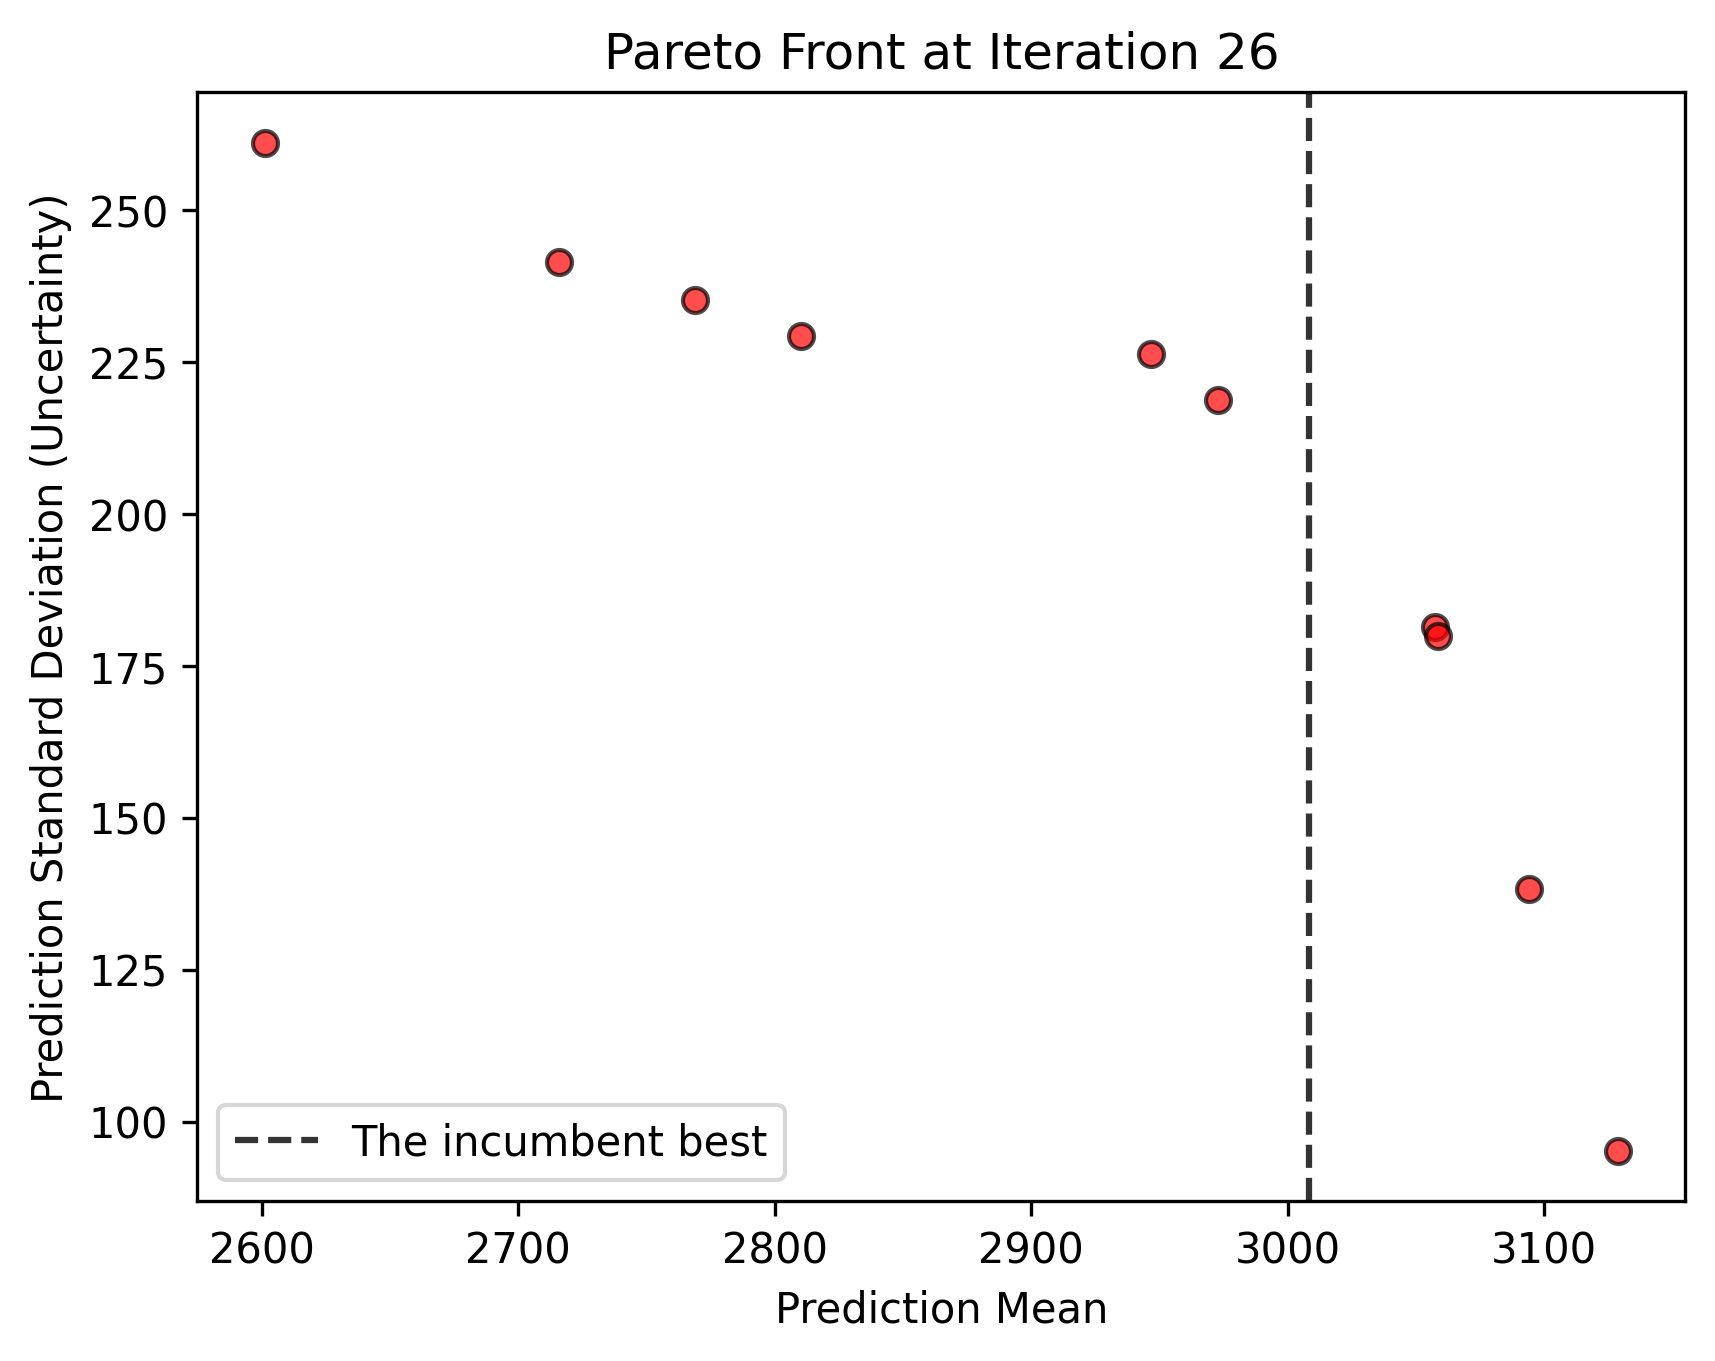 Pareto Front at Iteration 26
Prediction Standard Deviation (Uncertainty)
250
225
200
175
150
125
100
The incumbent best
2600 2700 2800 2900 3000 3100
Prediction Mean